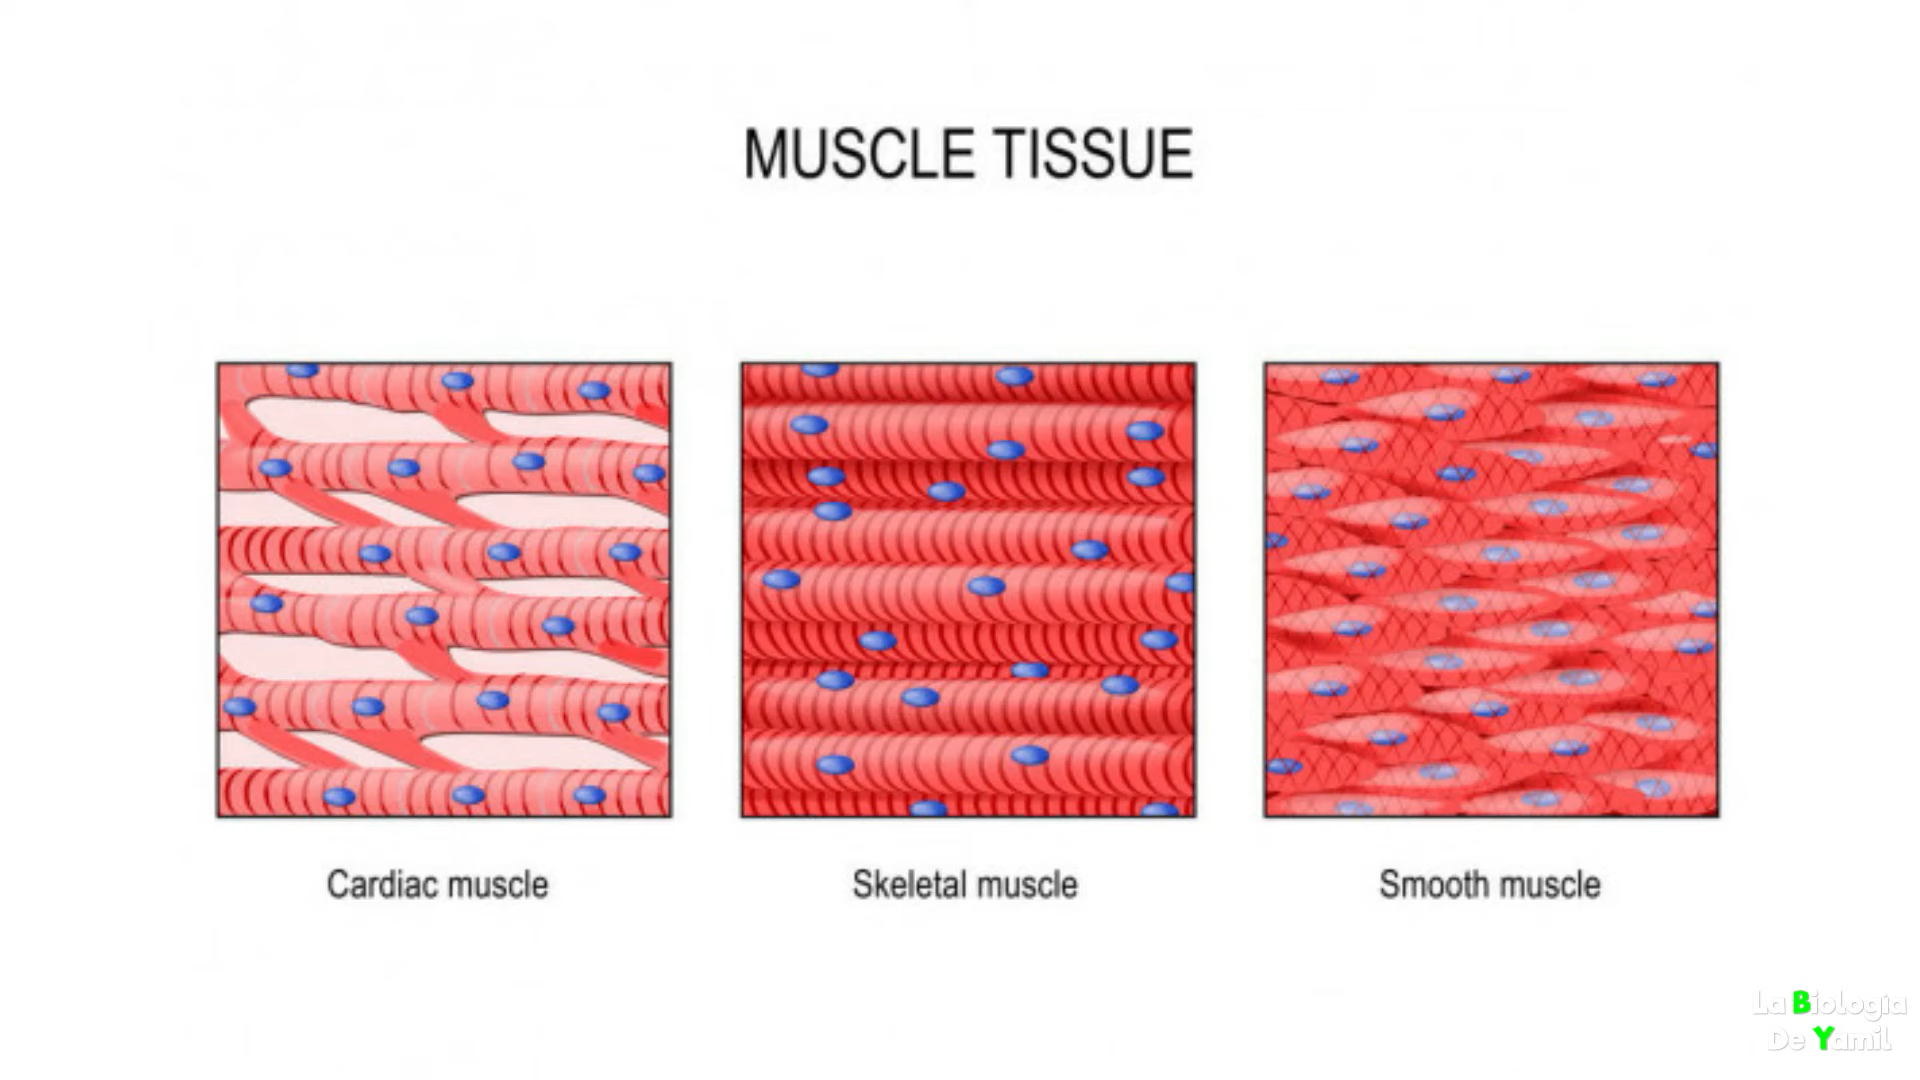 MUSCLE TISSUE
Cardiac muscle
Skeletal muscle
Smooth muscle
La Biologia
De Yamil